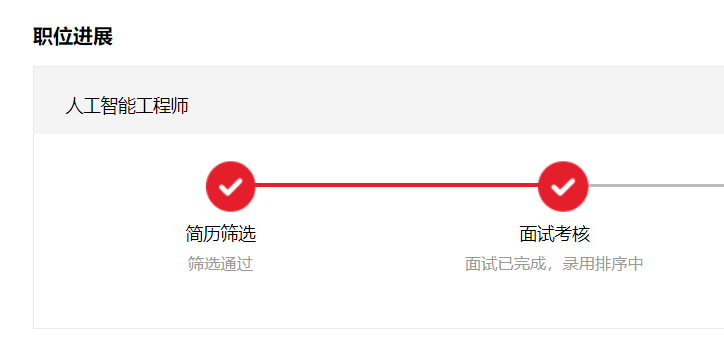 职位进展
人工智能工程师
简历筛选
面试考核
筛选通过
面试已完成，录用排序中